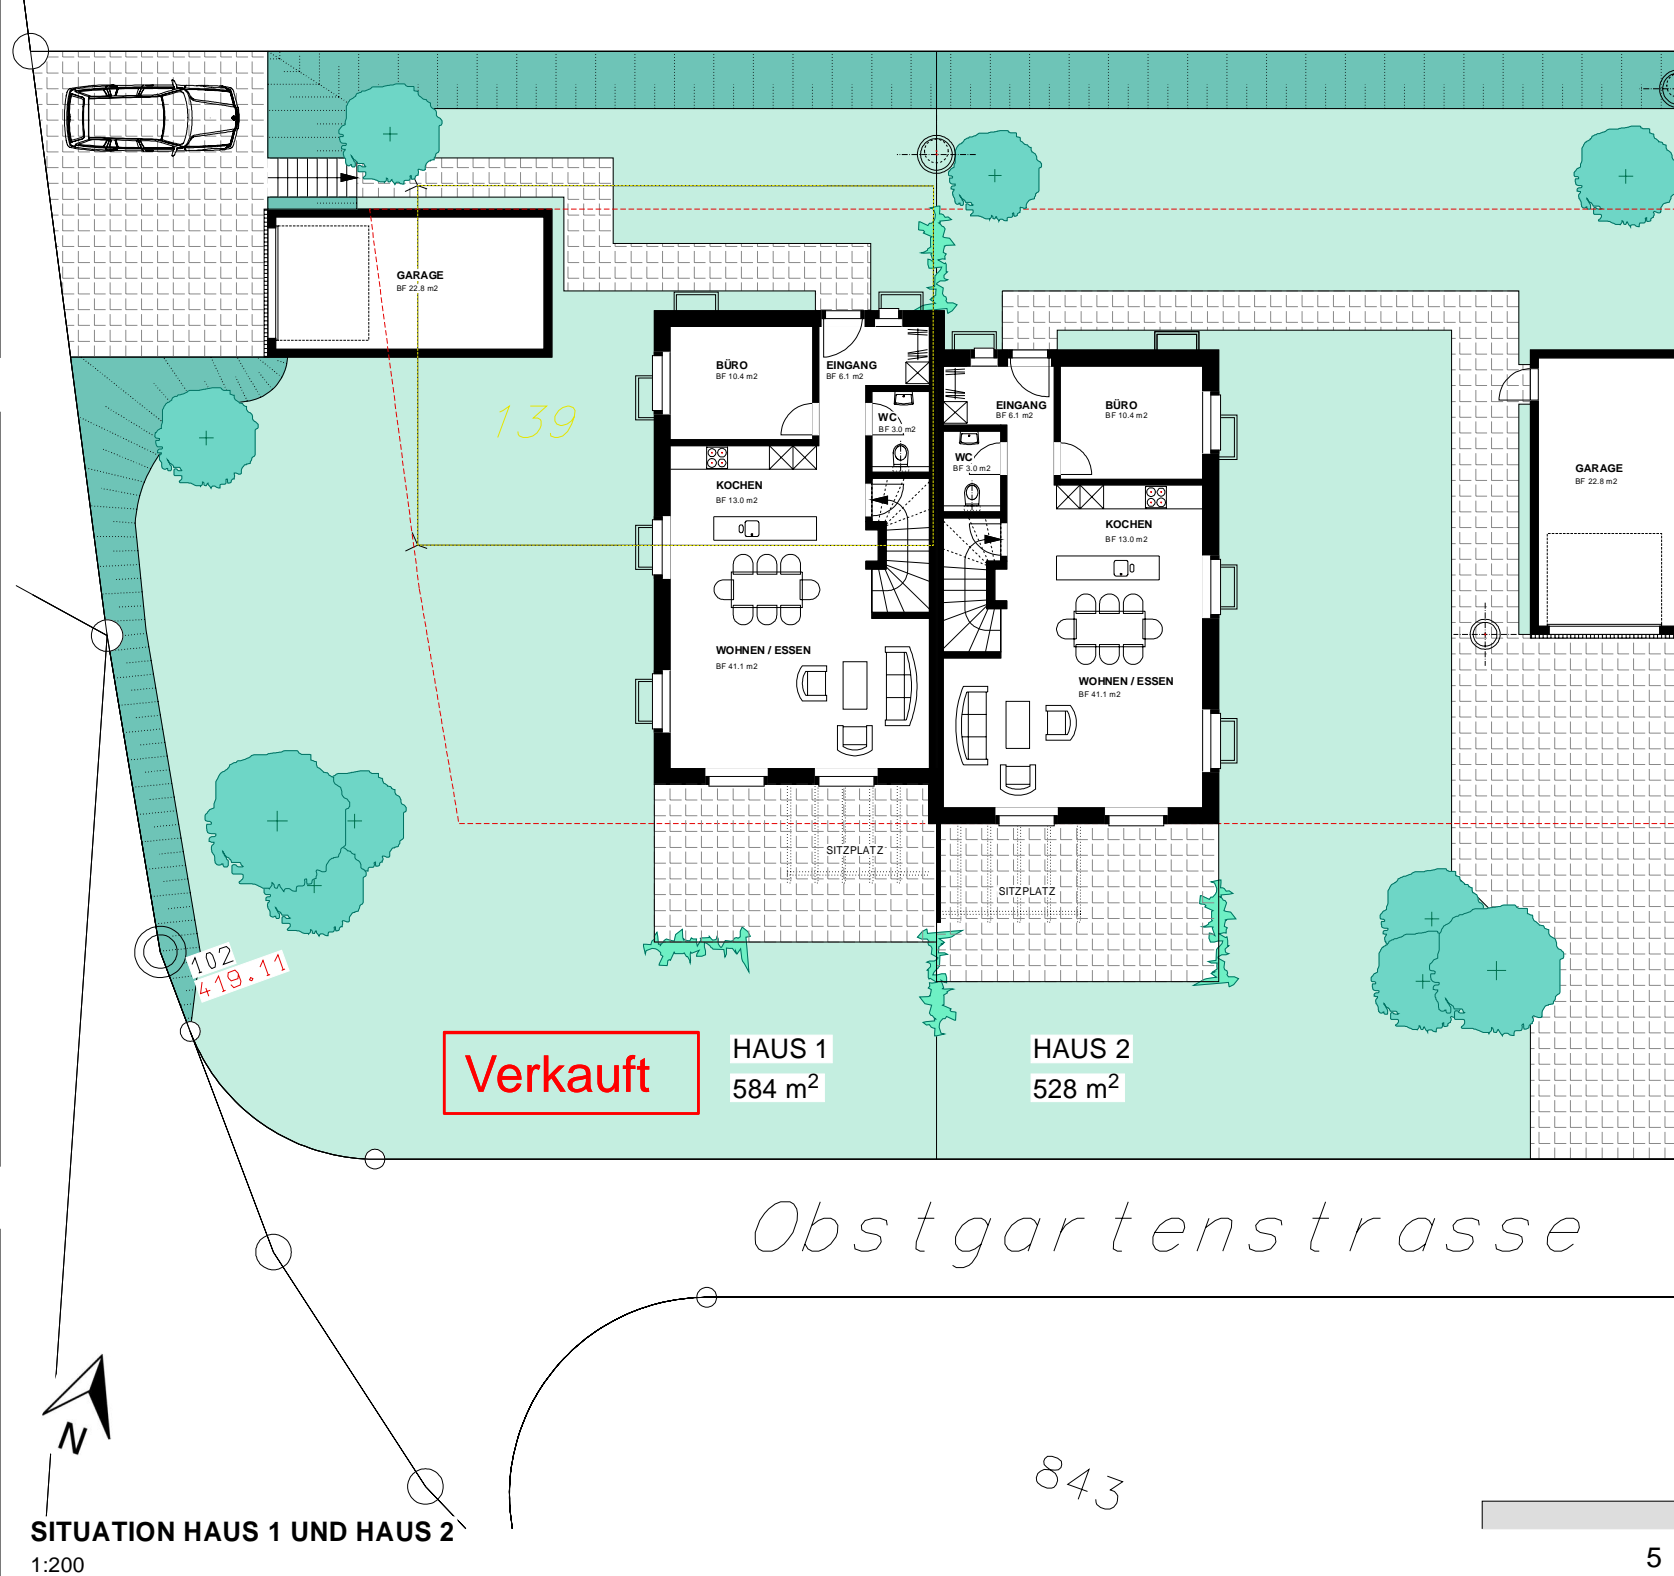 GARAGE
BF 22.8 m2
139
BÜRO
BF 10.4 m2
EINGANG
BF 6.1 m2
WC
BF 3.0 m2
KOCHEN
BF 13.0 m2
WOHNEN / ESSEN
BF 41.1 m2
SITZPLATZ
EINGANG
BF 6.1 m2
BÜRO
BF 10.4 m2
WC
BF 3.0 m2
KOCHEN
BF 13.0 m2
WOHNEN / ESSEN
BF 41.1 m2
SITZPLATZ
GARAGE
BF 22.8 m2
102
419.11
Verkauft
HAUS 1
584 m²
HAUS 2
528 m²
Obstgartenstrasse
N
843
SITUATION HAUS 1 UND HAUS 2
1:200
5